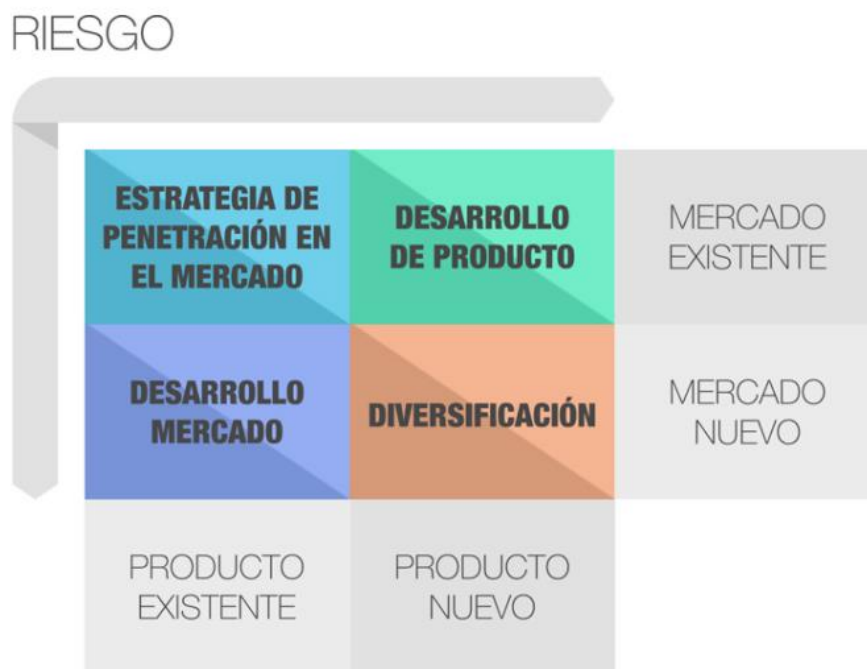 RIESGO
ESTRATEGIA DE
PENETRACIÓN EN
EL MERCADO
DESARROLLO
DE PRODUCTO
MERCADO
EXISTENTE
DESARROLLO
MERCADO
DIVERSIFICACIÓN
MERCADO
NUEVO
PRODUCTO
EXISTENTE
PRODUCTO
NUEVO